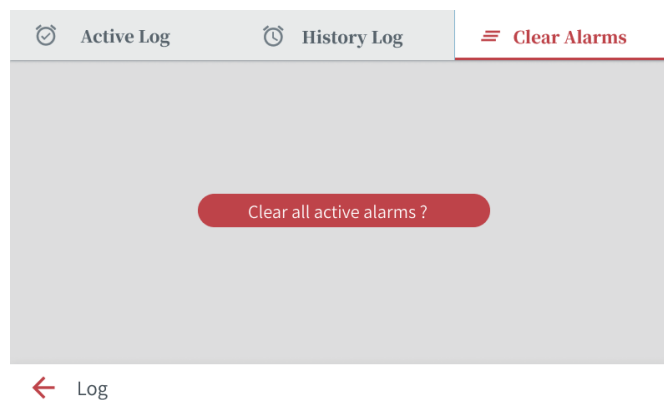 Active Log
History Log
Clear Alarms
Clear all active alarms ?
Log